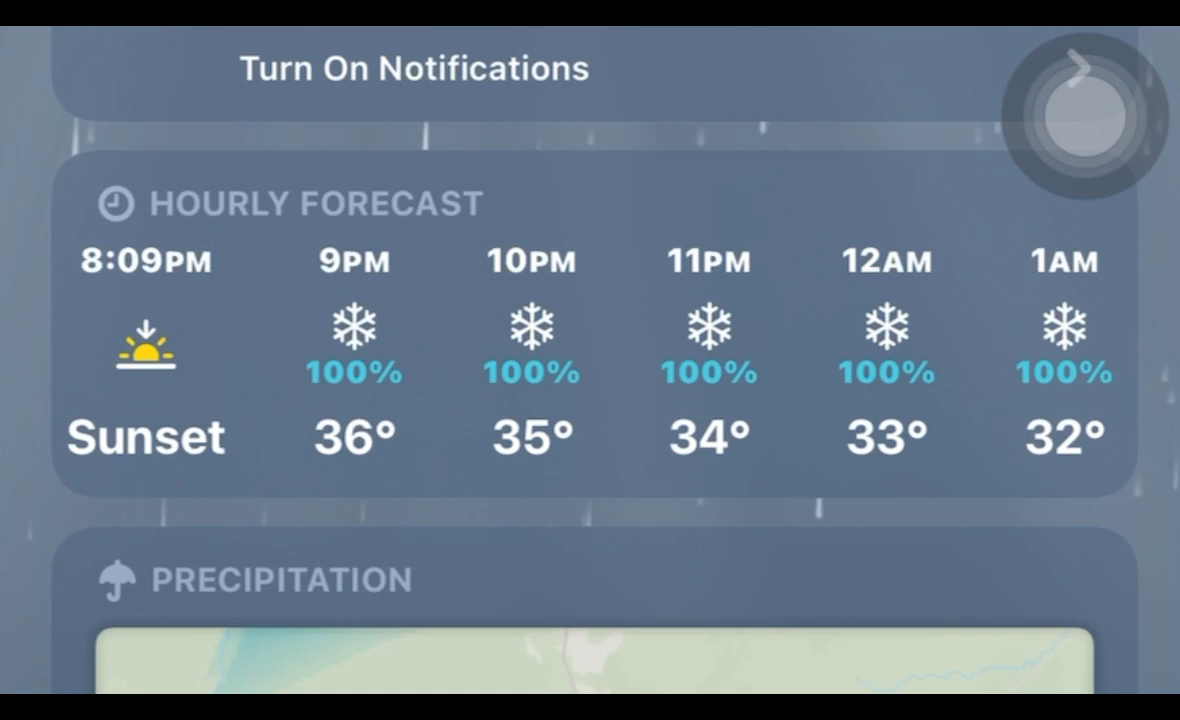 Turn On Notifications
HOURLY FORECAST
8:09PM 9PM 10PM 11PM 12AM 1AM
100% 100% 100% 100% 100%
Sunset 36° 35° 34° 33° 32°
PRECIPITATION